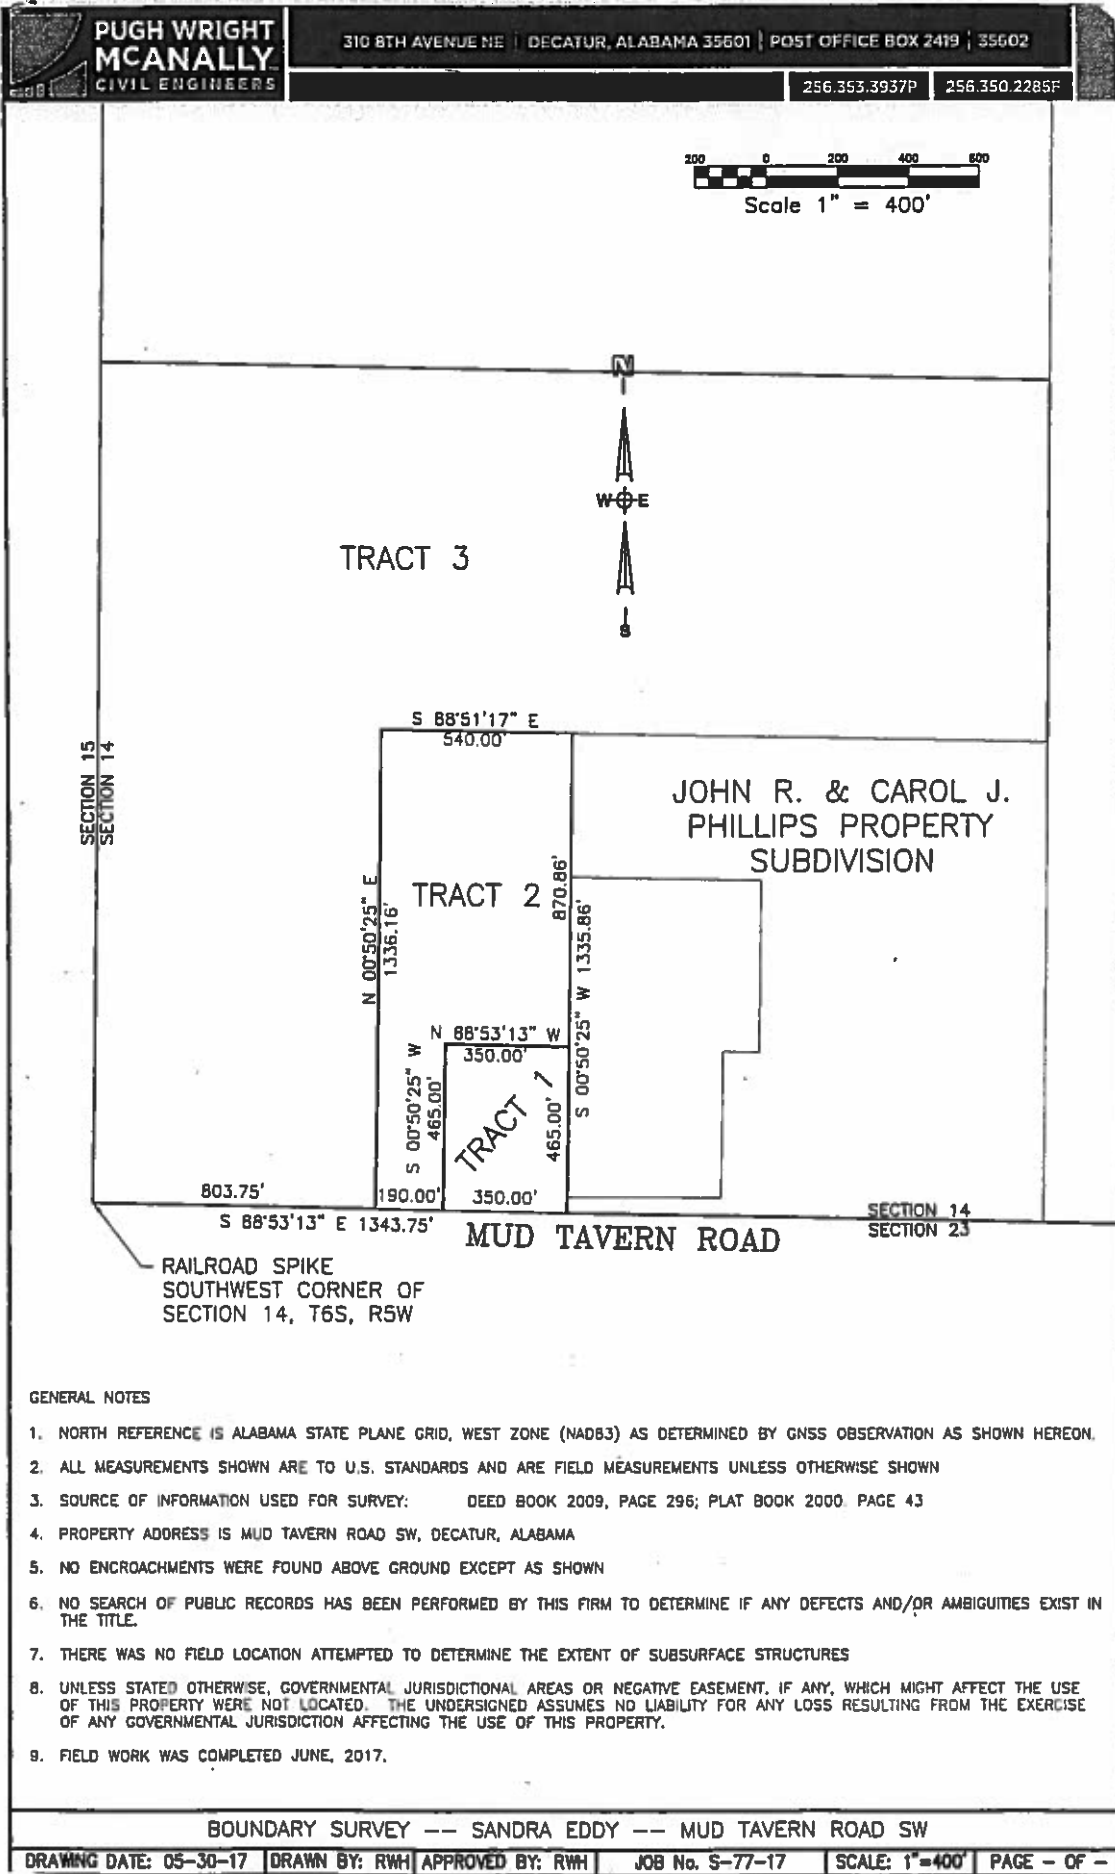 PUGH WRIGHT
MCANALLY
CIVIL ENGINEERS
310 8TH AVENUE NE | DECATUR, ALABAMA 35601 | POST OFFICE BOX 2419 | 35602
256.353.3937P
256.350.2285F
200 0 200 400 600
Scale 1" = 400'
N
W E
S
TRACT 3
S 88°51'17" E
540.00'
SECTION 15
SECTION 14
JOHN R. & CAROL J.
PHILLIPS PROPERTY
SUBDIVISION
TRACT 2
N 00°50'25" E
1336.16'
870.86'
S 00°50'25" W 1335.86'
N 88°53'13" W
350.00'
S 00°50'25" W
465.00'
TRACT 1
465.00'
803.75'
190.00'
350.00'
S 88°53'13" E 1343.75'
MUD TAVERN ROAD
SECTION 14
SECTION 23
RAILROAD SPIKE
SOUTHWEST CORNER OF
SECTION 14, T6S, R5W
GENERAL NOTES
1. NORTH REFERENCE IS ALABAMA STATE PLANE GRID, WEST ZONE (NAD83) AS DETERMINED BY GNSS OBSERVATION AS SHOWN HEREON.
2. ALL MEASUREMENTS SHOWN ARE TO U.S. STANDARDS AND ARE FIELD MEASUREMENTS UNLESS OTHERWISE SHOWN
3. SOURCE OF INFORMATION USED FOR SURVEY: DEED BOOK 2009, PAGE 296; PLAT BOOK 2000 PAGE 43
4. PROPERTY ADDRESS IS MUD TAVERN ROAD SW, DECATUR, ALABAMA
5. NO ENCROACHMENTS WERE FOUND ABOVE GROUND EXCEPT AS SHOWN
6. NO SEARCH OF PUBLIC RECORDS HAS BEEN PERFORMED BY THIS FIRM TO DETERMINE IF ANY DEFECTS AND/OR AMBIGUITIES EXIST IN
THE TITLE.
7. THERE WAS NO FIELD LOCATION ATTEMPTED TO DETERMINE THE EXTENT OF SUBSURFACE STRUCTURES
8. UNLESS STATED OTHERWISE, GOVERNMENTAL JURISDICTIONAL AREAS OR NEGATIVE EASEMENT, IF ANY, WHICH MIGHT AFFECT THE USE
OF THIS PROPERTY WERE NOT LOCATED. THE UNDERSIGNED ASSUMES NO LIABILITY FOR ANY LOSS RESULTING FROM THE EXERCISE
OF ANY GOVERNMENTAL JURISDICTION AFFECTING THE USE OF THIS PROPERTY.
9. FIELD WORK WAS COMPLETED JUNE, 2017.
BOUNDARY SURVEY -- SANDRA EDDY -- MUD TAVERN ROAD SW
DRAWING DATE: 05-30-17 DRAWN BY: RWH APPROVED BY: RWH JOB No. S-77-17 SCALE: 1"=400' PAGE - OF -